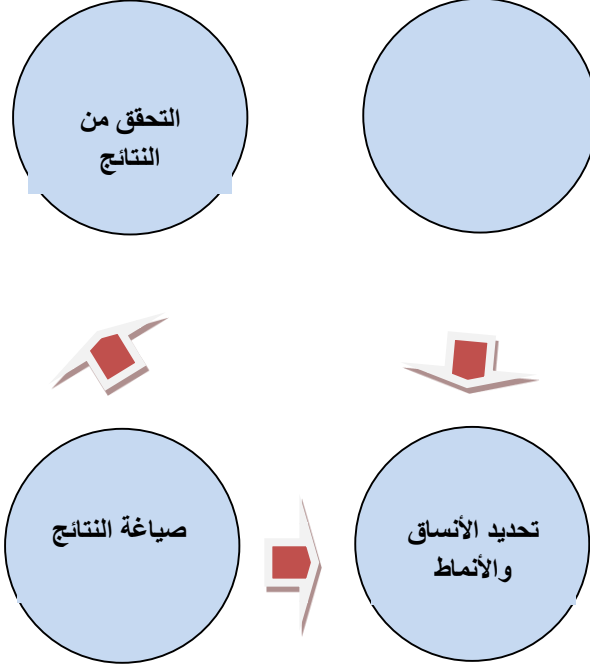 التحقق من
النتائج
تحديد الأنساق
والأنماط
صياغة النتائج